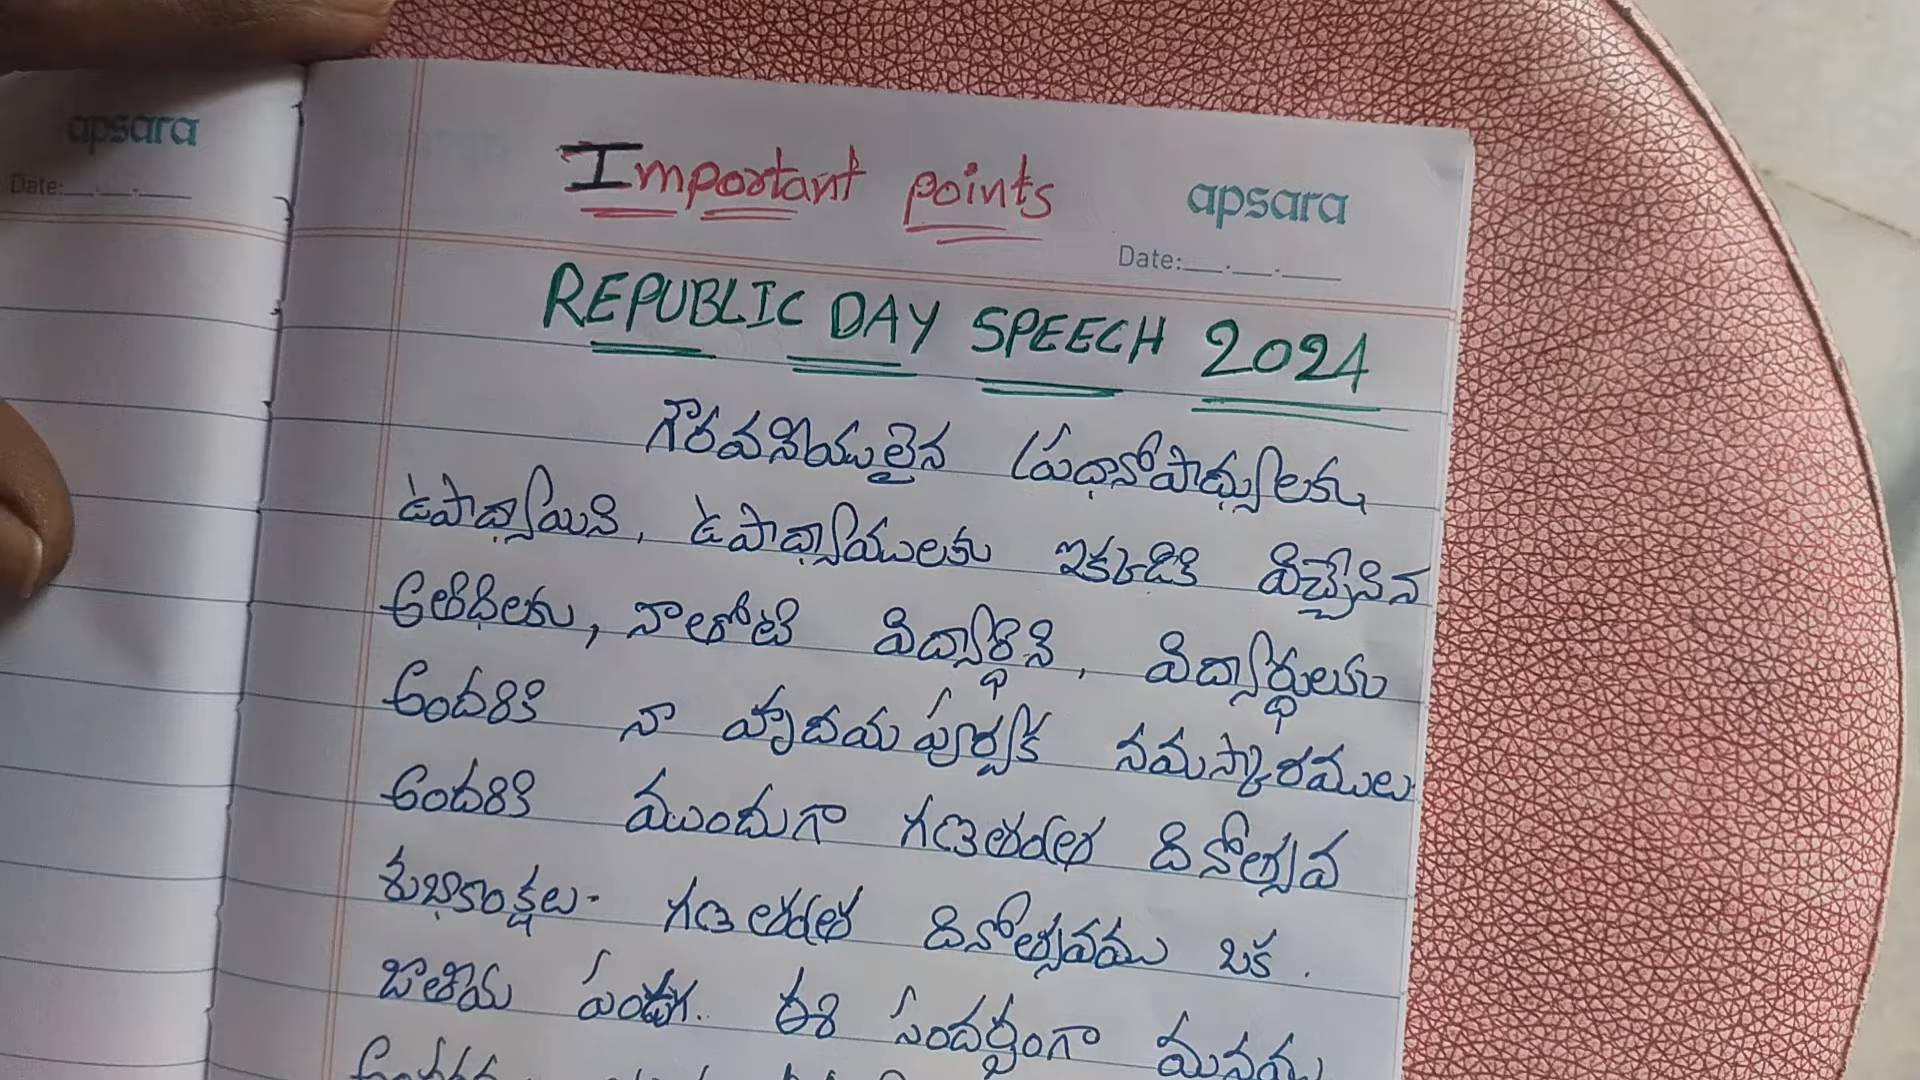 apsara
Date:
Important points
apsara
Date:
REPUBLIC DAY SPEECH 2024
గౌరవనీయులైన ప్రధానోపాధ్యులకు
ఉపాధ్యాయిని, ఉపాధ్యాయులకు ఇక్కడికి విచ్చేసిన
అతిథిలకు, నాతోటి విద్యార్థిని, విద్యార్థులకు
అందరికి నా హృదయపూర్వక నమస్కారములు
అందరికి ముందుగా గణతంత్ర దినోత్సవ
శుభాకాంక్షలు. గణతంత్ర దినోత్సవము ఒక
జాతీయ పండుగ. ఈ సందర్భంగా మనము